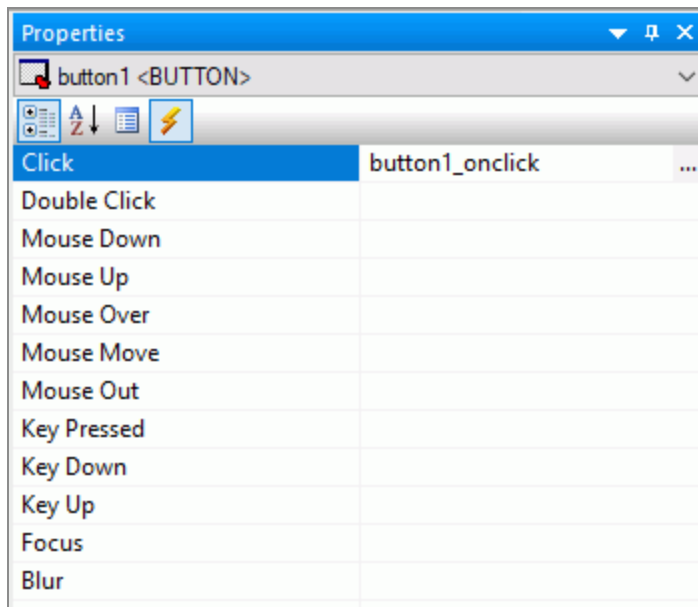 Properties
button1 <BUTTON>
A
Z
Click button1_onclick ...
Double Click
Mouse Down
Mouse Up
Mouse Over
Mouse Move
Mouse Out
Key Pressed
Key Down
Key Up
Focus
Blur